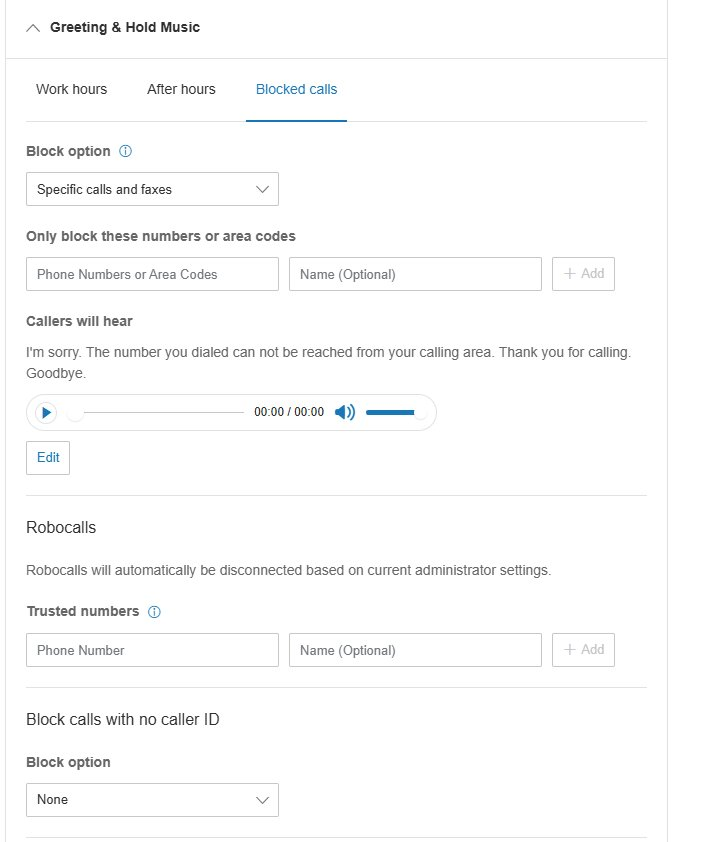 Greeting & Hold Music
Work hours After hours Blocked calls
Block option
Specific calls and faxes
Only block these numbers or area codes
Phone Numbers or Area Codes Name (Optional) + Add
Callers will hear
I'm sorry. The number you dialed can not be reached from your calling area. Thank you for calling.
Goodbye.
00:00 / 00:00
Edit
Robocalls
Robocalls will automatically be disconnected based on current administrator settings.
Trusted numbers
Phone Number Name (Optional) + Add
Block calls with no caller ID
Block option
None